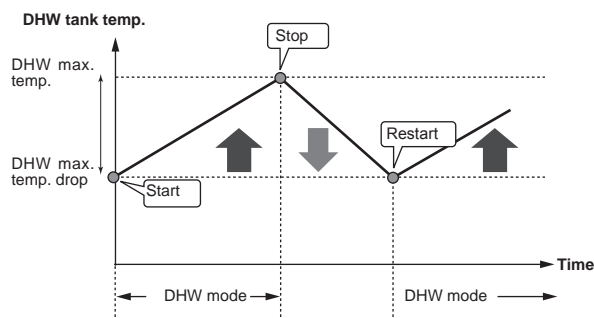 DHW tank temp.
Stop
DHW max.
temp.
Restart
DHW max.
temp. drop
Start
Time
DHW mode
DHW mode